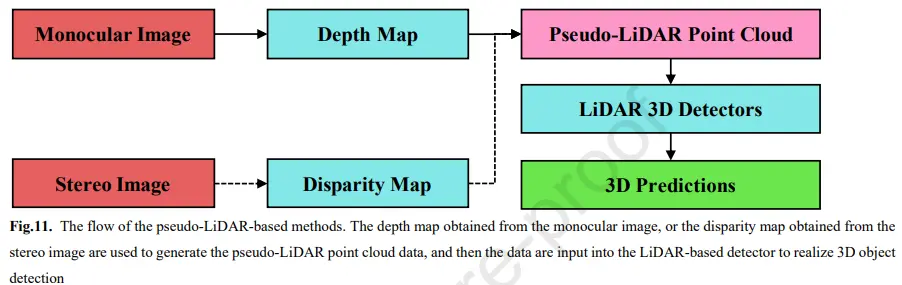 Monocular Image
Depth Map
Pseudo-LiDAR Point Cloud
LiDAR 3D Detectors
Stereo Image
Disparity Map
3D Predictions
re-proof
Fig.11. The flow of the pseudo-LiDAR-based methods. The depth map obtained from the monocular image, or the disparity map obtained from the
stereo image are used to generate the pseudo-LiDAR point cloud data, and then the data are input into the LiDAR-based detector to realize 3D object
detection